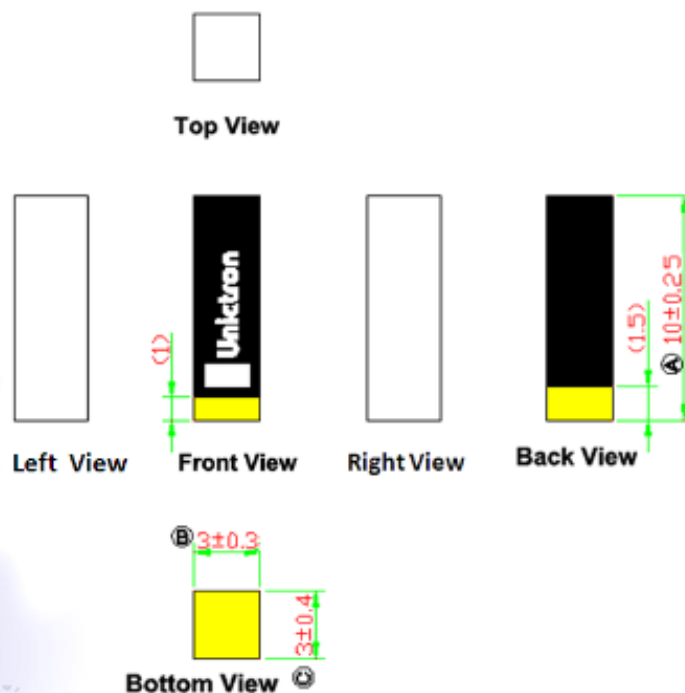 Top View
Unictron
(1)
(1.5)
Ⓐ 10±0.25
Left View
Front View
Right View
Back View
Ⓑ 3±0.3
3±0.4
Bottom View Ⓒ